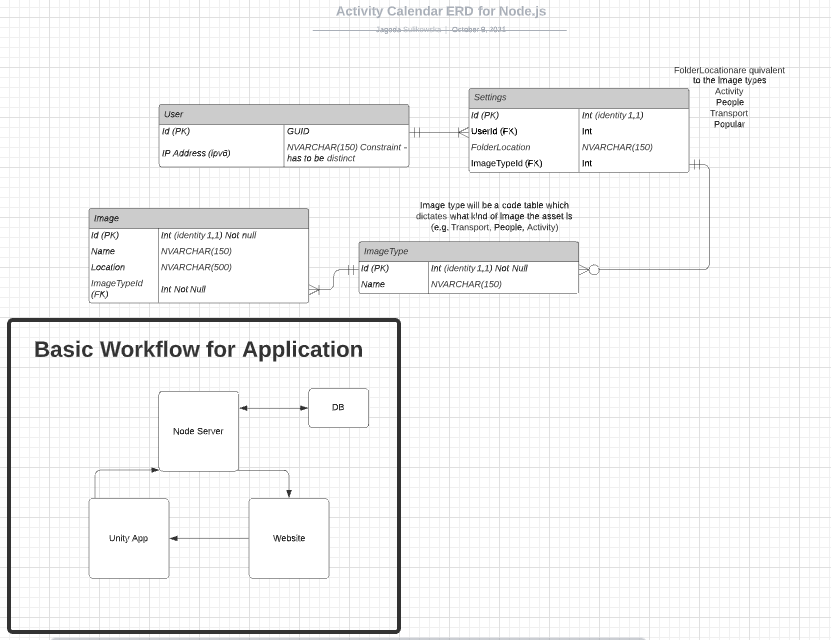 Activity Calendar ERD for Node.js
Jagoda Sulikowska | October 9, 2021
FolderLocationare quivalent
to the Image types
Activity
People
Transport
Popular
User
Id (PK) GUID
IP Address (ipv6) NVARCHAR(150) Constraint -
has to be distinct
Settings
Id (PK) Int (identity 1,1)
UserId (FK) Int
FolderLocation NVARCHAR(150)
ImageTypeId (FK) Int
Image type will be a code table which
dictates what kind of image the asset is
(e.g. Transport, People, Activity)
Image
Id (PK) Int (identity 1,1) Not null
Name NVARCHAR(150)
Location NVARCHAR(500)
ImageTypeId
(FK) Int Not Null
ImageType
Id (PK) Int (identity 1,1) Not Null
Name NVARCHAR(150)
Basic Workflow for Application
Node Server
DB
Unity App
Website